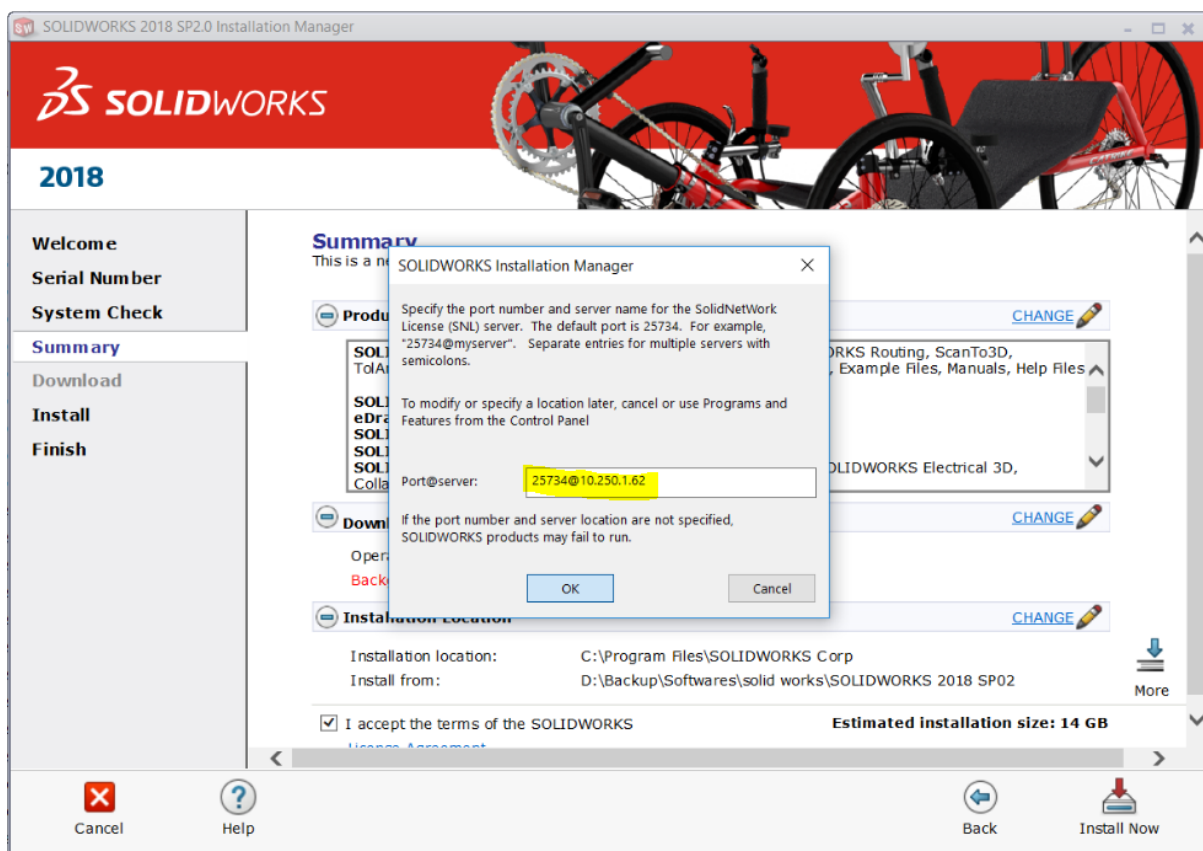 SOLIDWORKS 2018 SP2.0 Installation Manager
SOLIDWORKS
2018
Welcome
Serial Number
System Check
Summary
Download
Install
Finish
Summary
This is a ne
Produ
CHANGE
SOLI
ORKS Routing, ScanTo3D,
TolAn
, Example Files, Manuals, Help Files
SOLI
eDra
SOLI
SOLI
SOLI
OLIDWORKS Electrical 3D,
Colla
Downl
CHANGE
Opera
Back
Installation Location
CHANGE
Installation location: C:\Program Files\SOLIDWORKS Corp
Install from: D:\Backup\Softwares\solid works\SOLIDWORKS 2018 SP02
More
I accept the terms of the SOLIDWORKS
Estimated installation size: 14 GB
License Agreement
SOLIDWORKS Installation Manager
Specify the port number and server name for the SolidNetWork
License (SNL) server. The default port is 25734. For example,
"25734@myserver". Separate entries for multiple servers with
semicolons.
To modify or specify a location later, cancel or use Programs and
Features from the Control Panel
Port@server: 25734@10.250.1.62
If the port number and server location are not specified,
SOLIDWORKS products may fail to run.
OK Cancel
Cancel Help Back Install Now